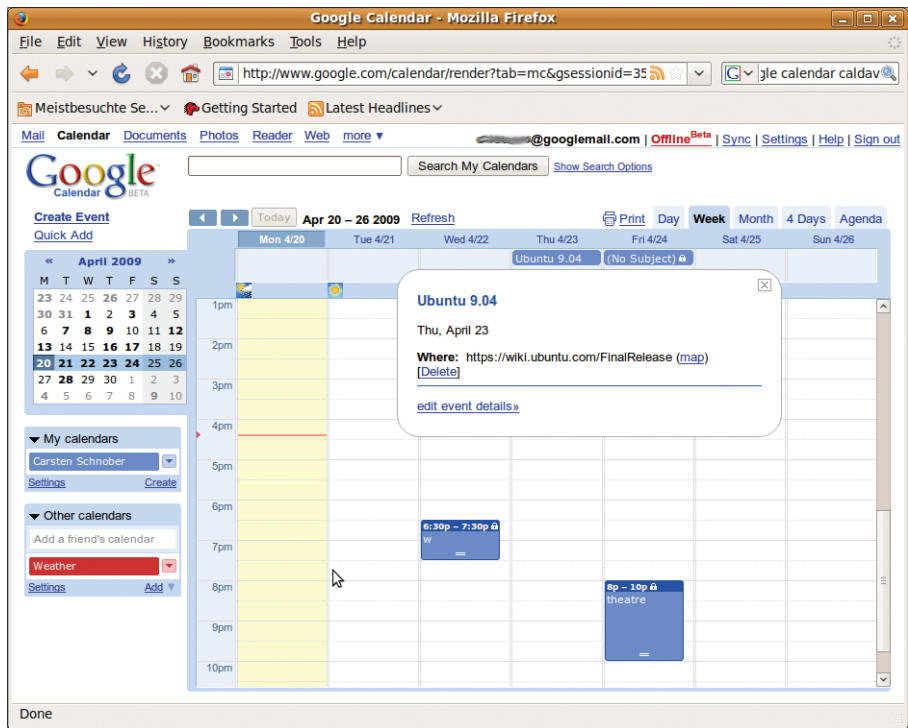 Google Calendar - Mozilla Firefox
File Edit View History Bookmarks Tools Help
http://www.google.com/calendar/render?tab=mc&gsessionid=35 G gle calendar caldav
Meistbesuchte Se... Getting Started Latest Headlines
Mail Calendar Documents Photos Reader Web more ▼ @googlemail.com | Offline Beta | Sync | Settings | Help | Sign out
Google Calendar BETA
Search My Calendars Show Search Options
Create Event
Quick Add
Today Apr 20 – 26 2009 Refresh Print Day Week Month 4 Days Agenda
Mon 4/20 Tue 4/21 Wed 4/22 Thu 4/23 Fri 4/24 Sat 4/25 Sun 4/26
Ubuntu 9.04 (No Subject)
« April 2009 »
M T W T F S S
23 24 25 26 27 28 29
30 31 1 2 3 4 5
6 7 8 9 10 11 12
13 14 15 16 17 18 19
20 21 22 23 24 25 26
27 28 29 30 1 2 3
4 5 6 7 8 9 10
My calendars
Carsten Schnober
Settings Create
Other calendars
Add a friend's calendar
Weather
Settings Add ▼
1pm
2pm
3pm
4pm
5pm
6pm
7pm
8pm
9pm
10pm
Ubuntu 9.04
Thu, April 23
Where: https://wiki.ubuntu.com/FinalRelease (map)
[Delete]
edit event details»
6:30p – 7:30p
w
8p – 10p
theatre
Done